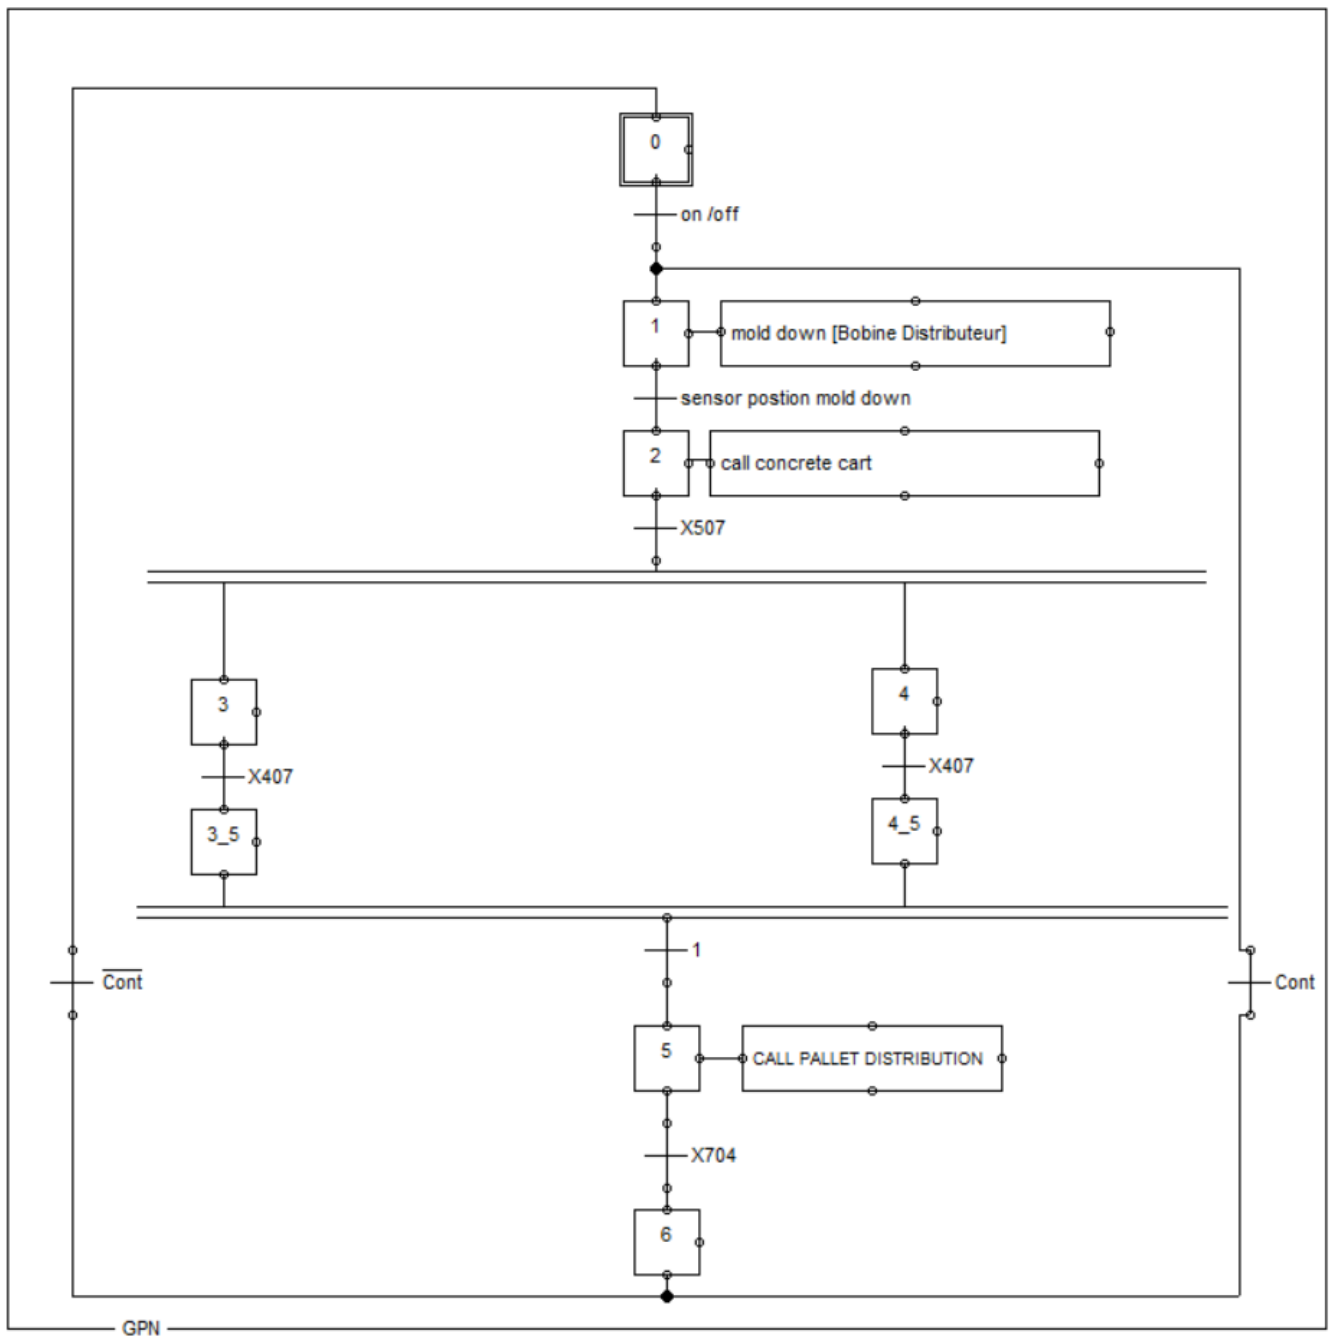 0
on /off
1
mold down [Bobine Distributeur]
sensor postion mold down
2
call concrete cart
X507
3
4
X407
X407
3_5
4_5
1
C̅o̅n̅t̅
Cont
5
CALL PALLET DISTRIBUTION
X704
6
GPN